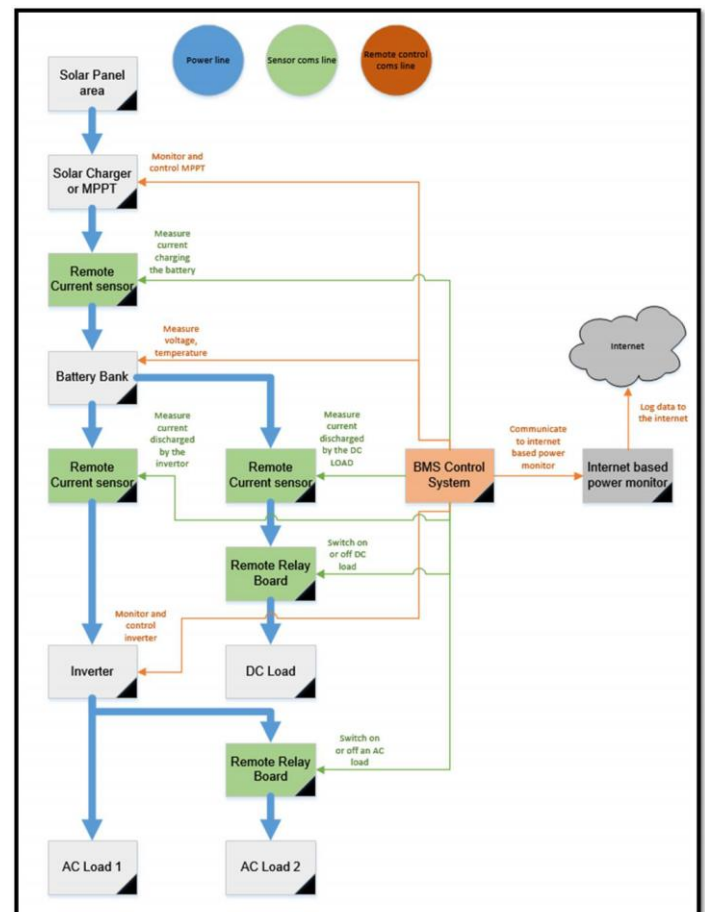 Power line
Sensor coms line
Remote control
coms line
Solar Panel
area
Monitor and
control MPPT
Solar Charger
or MPPT
Measure
current
charging
the battery
Remote
Current sensor
Internet
Measure
voltage,
temperature
Battery Bank
Measure
current
discharged
by the
invertor
Measure
current
discharged
by the DC
LOAD
Communicate
to internet
based power
monitor
Log data to
the internet
Remote
Current sensor
Remote
Current sensor
BMS Control
System
Internet based
power monitor
Switch on
or off DC
load
Remote Relay
Board
Monitor and
control
inverter
Inverter
DC Load
Switch on
or off an AC
load
Remote Relay
Board
AC Load 1
AC Load 2